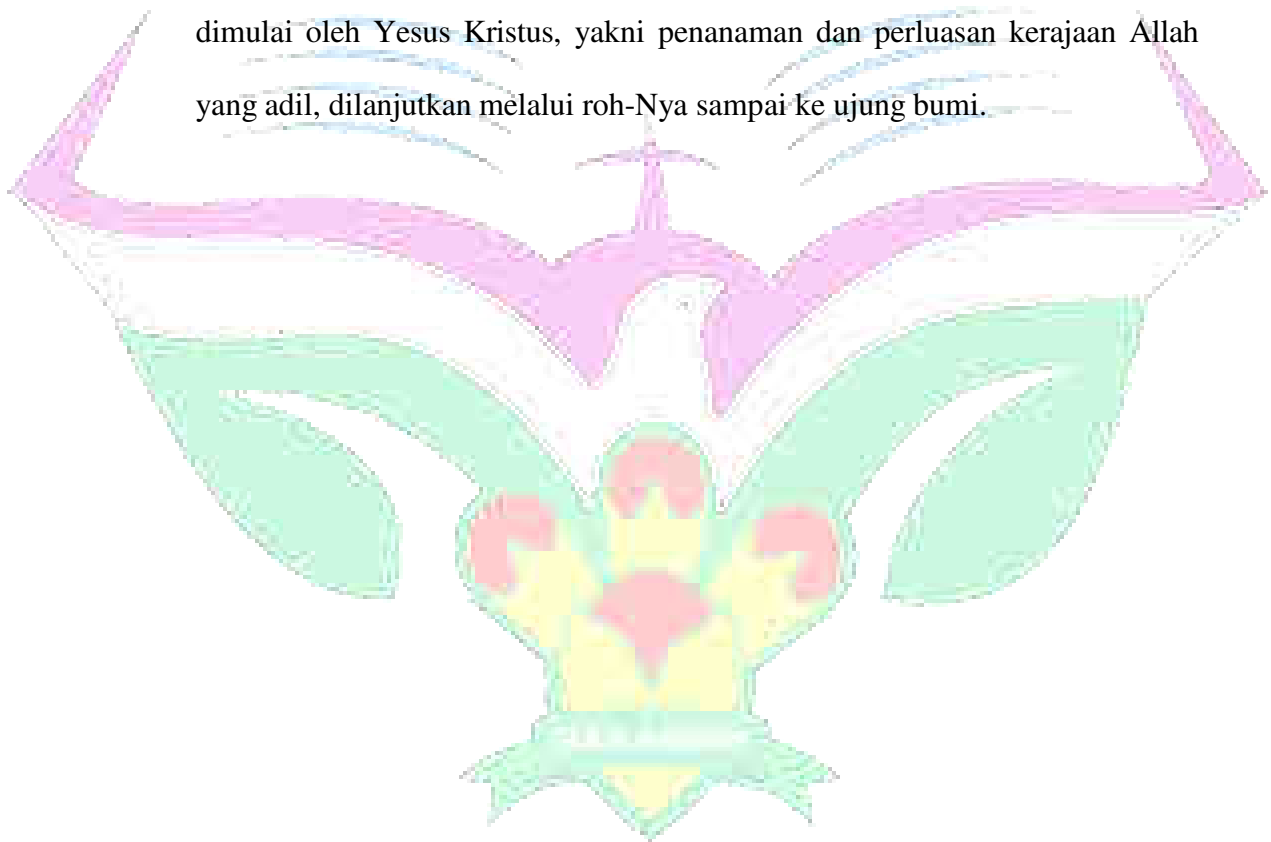 dimulai oleh Yesus Kristus, yakni penanaman dan perluasan kerajaan Allah
yang adil, dilanjutkan melalui roh-Nya sampai ke ujung bumi.